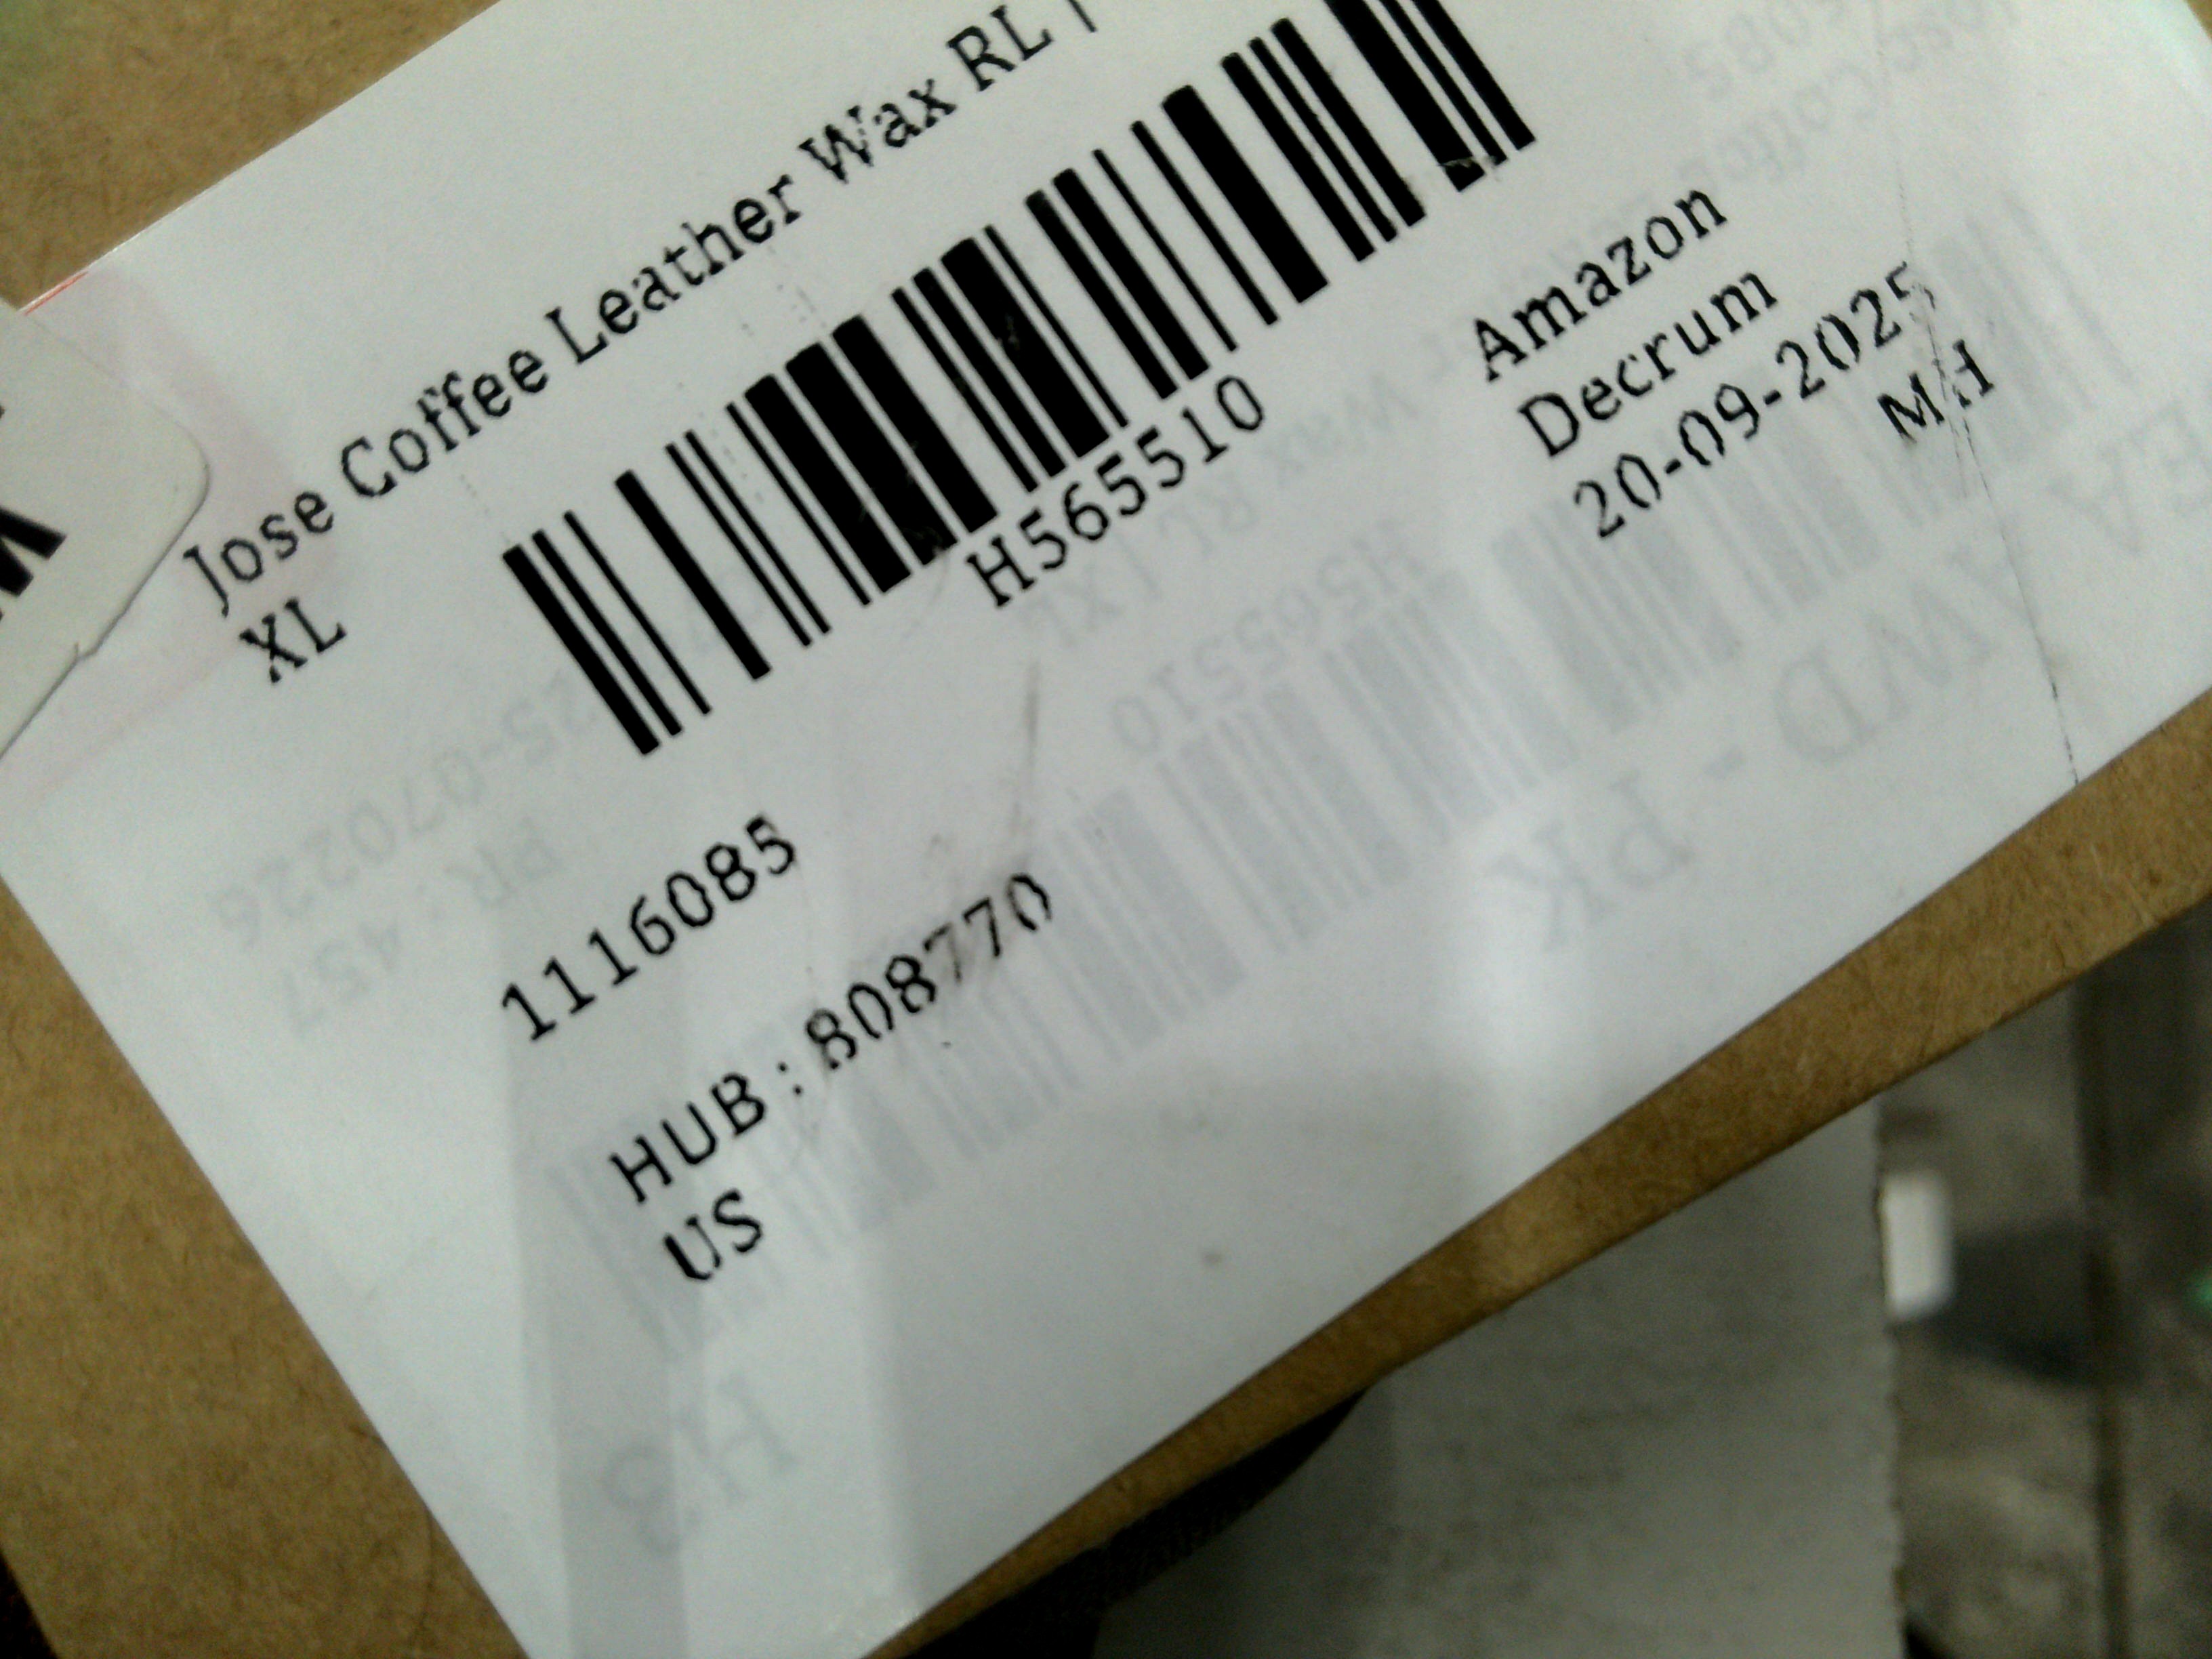 Jose Coffee Leather Wax RL |
XL
H565510
Amazon
Decrum
20-09-2025
MH
1116085
HUB : 808770
US